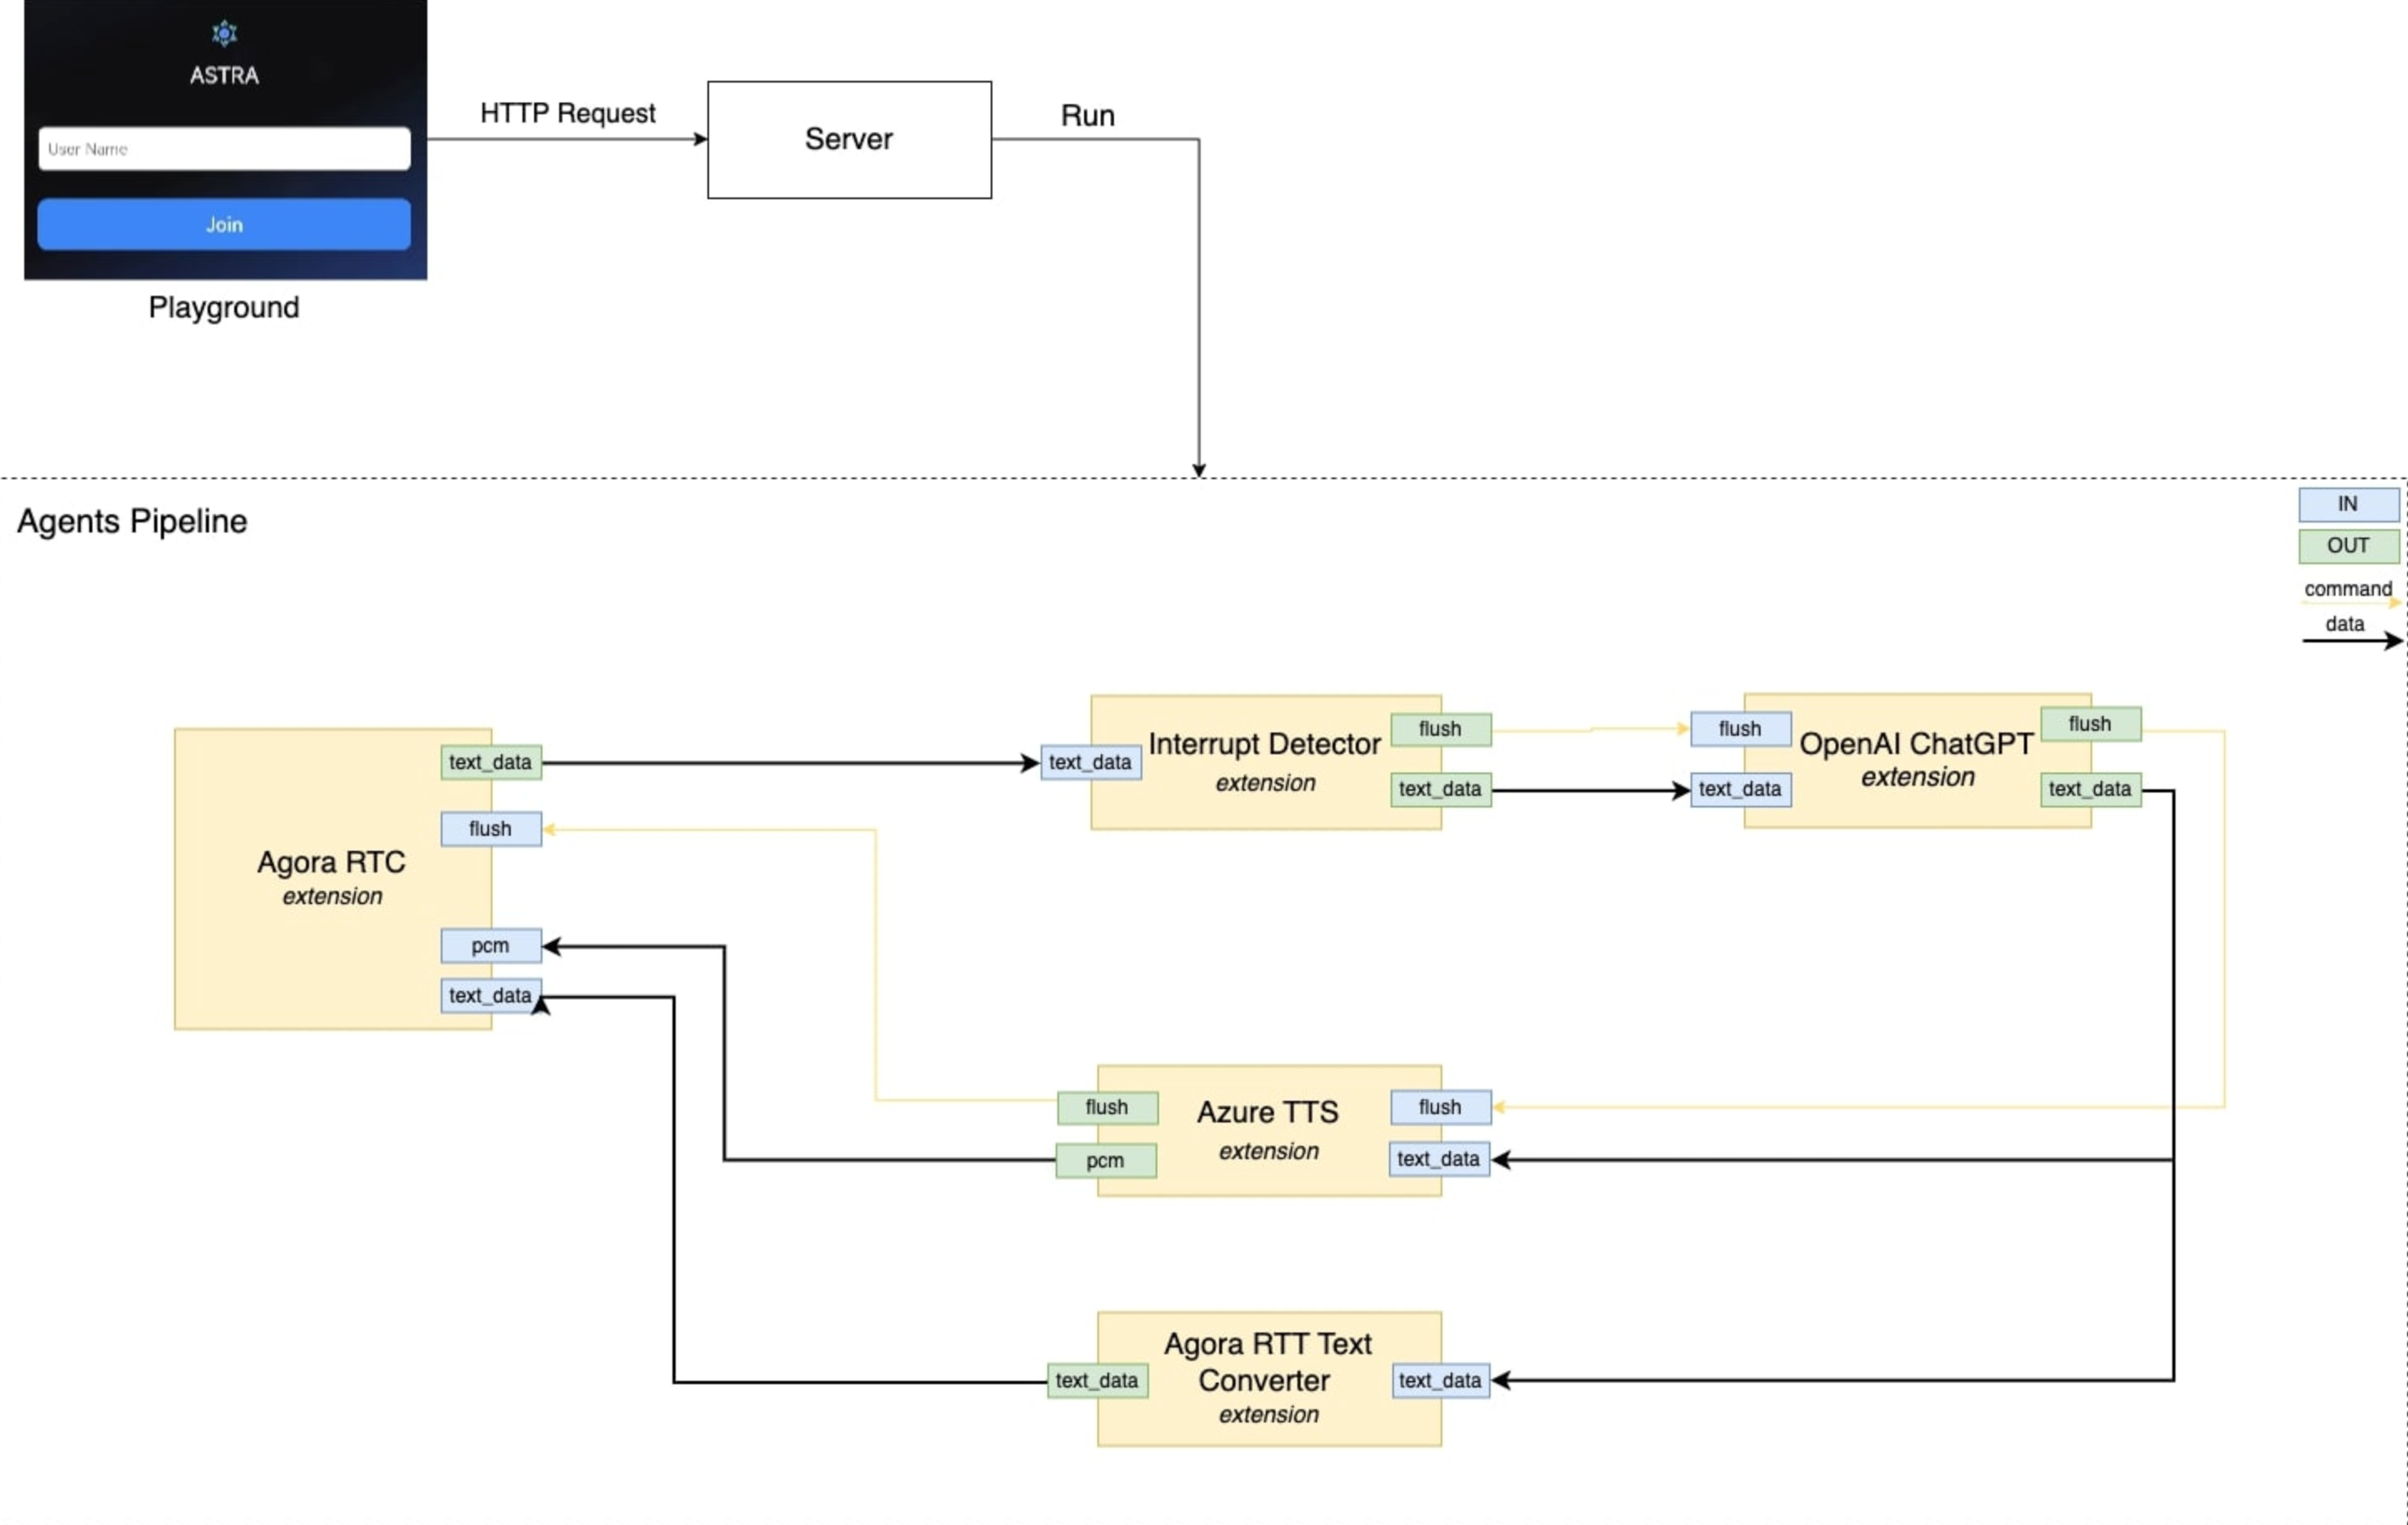 ASTRA
User Name
Join
Playground
HTTP Request
Server
Run
Agents Pipeline
IN
OUT
command
data
Agora RTC
extension
text_data
flush
pcm
text_data
text_data
Interrupt Detector
extension
flush
text_data
flush
text_data
OpenAI ChatGPT
extension
flush
text_data
flush
pcm
Azure TTS
extension
flush
text_data
text_data
Agora RTT Text
Converter
extension
text_data